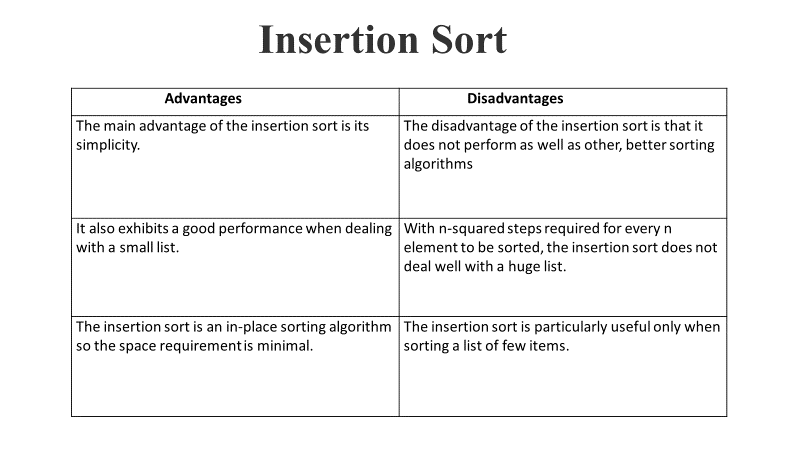 Insertion Sort
Advantages
Disadvantages
The main advantage of the insertion sort is its
simplicity.
The disadvantage of the insertion sort is that it
does not perform as well as other, better sorting
algorithms
It also exhibits a good performance when dealing
with a small list.
With n-squared steps required for every n
element to be sorted, the insertion sort does not
deal well with a huge list.
The insertion sort is an in-place sorting algorithm
so the space requirement is minimal.
The insertion sort is particularly useful only when
sorting a list of few items.